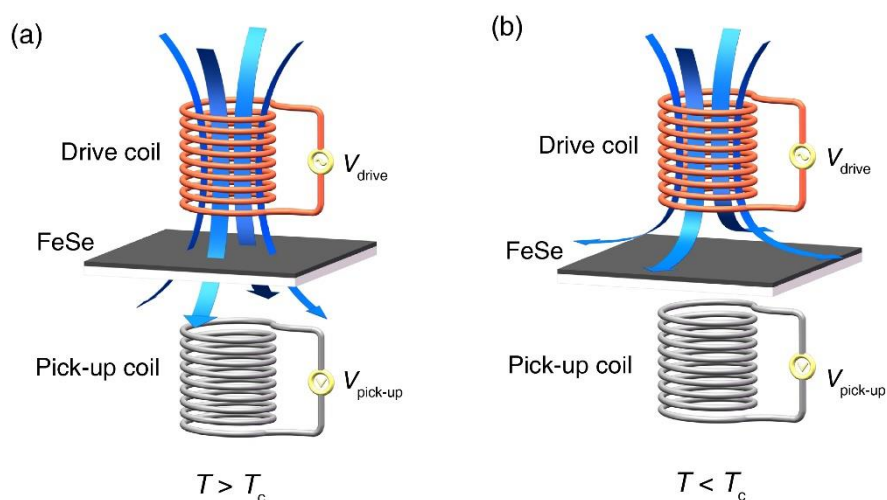 (a)
Drive coil
V_drive
FeSe
Pick-up coil
V_pick-up
T > T_c
(b)
Drive coil
V_drive
FeSe
Pick-up coil
V_pick-up
T < T_c